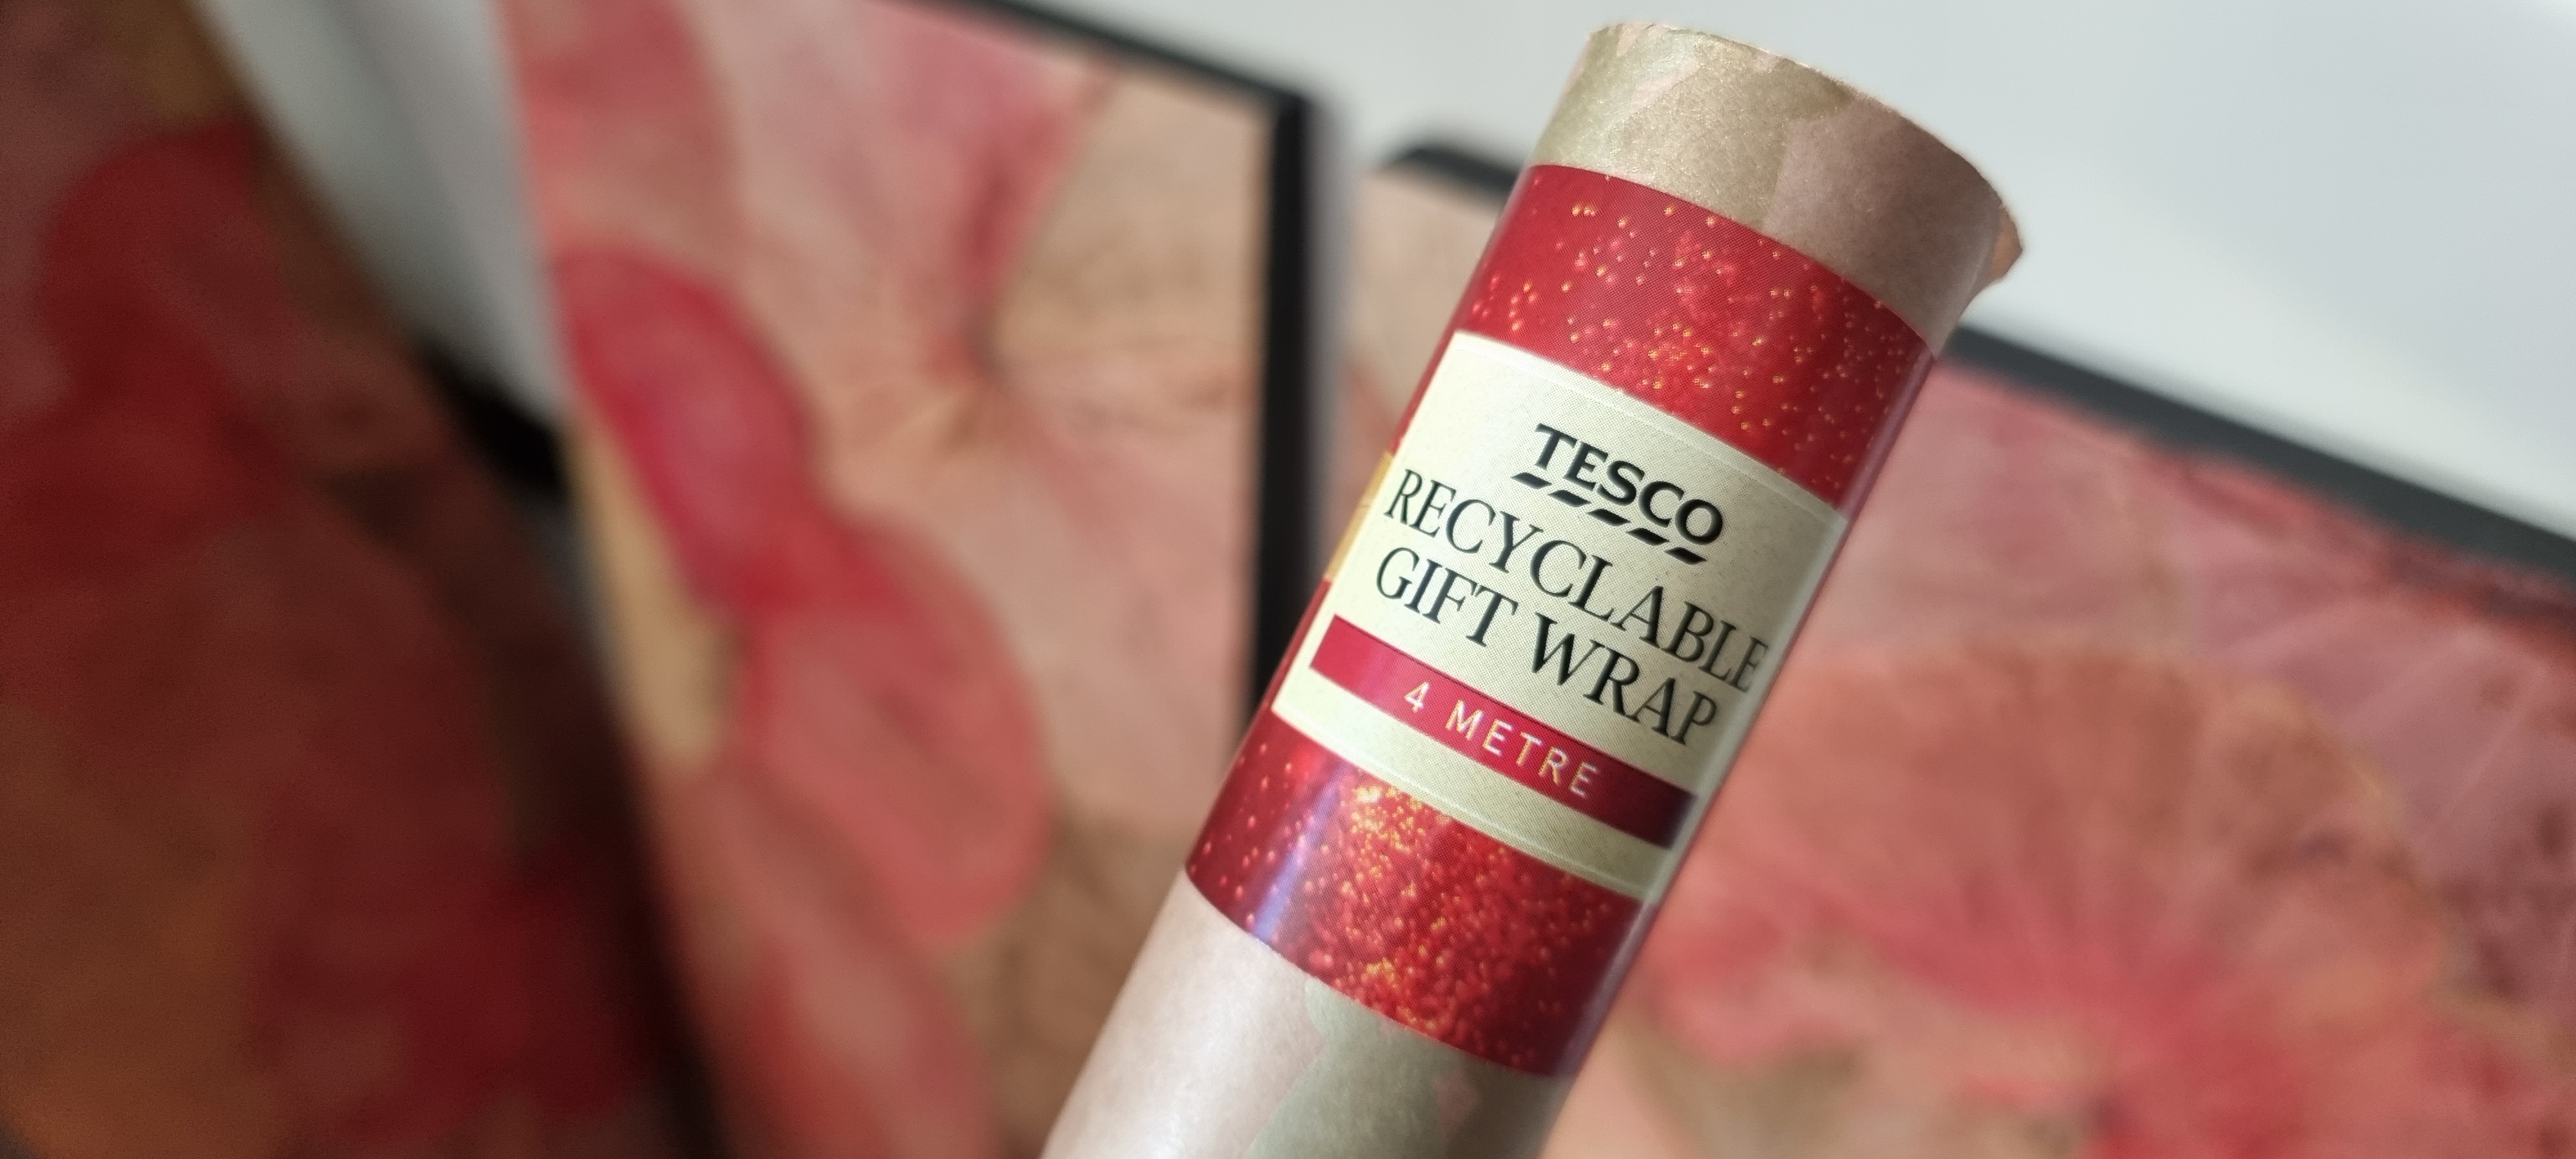 TESCO
RECYCLABLE
GIFT WRAP
4 METRE